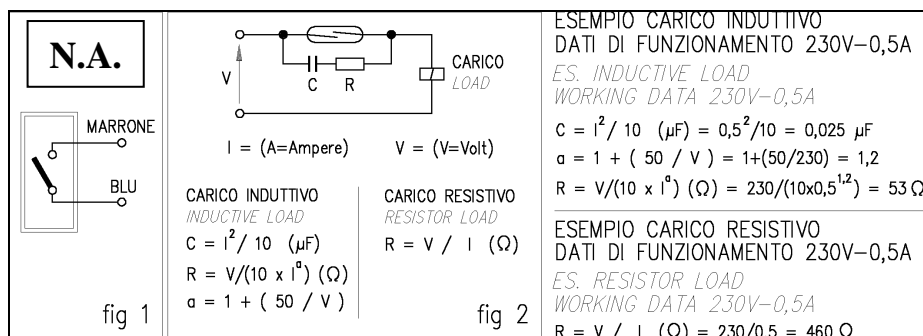 N.A.
MARRONE
BLU
fig 1
V
C R
CARICO
LOAD
I = (A=Ampere) V = (V=Volt)
CARICO INDUTTIVO
INDUCTIVE LOAD
C = I²/ 10 (µF)
R = V/(10 x Iᵃ) (Ω)
a = 1 + ( 50 / V )
CARICO RESISTIVO
RESISTOR LOAD
R = V / I (Ω)
fig 2
ESEMPIO CARICO INDUTTIVO
DATI DI FUNZIONAMENTO 230V-0,5A
ES. INDUCTIVE LOAD
WORKING DATA 230V-0,5A
C = I²/ 10 (µF) = 0,5²/10 = 0,025 µF
a = 1 + ( 50 / V ) = 1+(50/230) = 1,2
R = V/(10 x Iᵃ) (Ω) = 230/(10x0,5¹,²) = 53 Ω
ESEMPIO CARICO RESISTIVO
DATI DI FUNZIONAMENTO 230V-0,5A
ES. RESISTOR LOAD
WORKING DATA 230V-0,5A
R = V / I (Ω) = 230/0,5 = 460 Ω